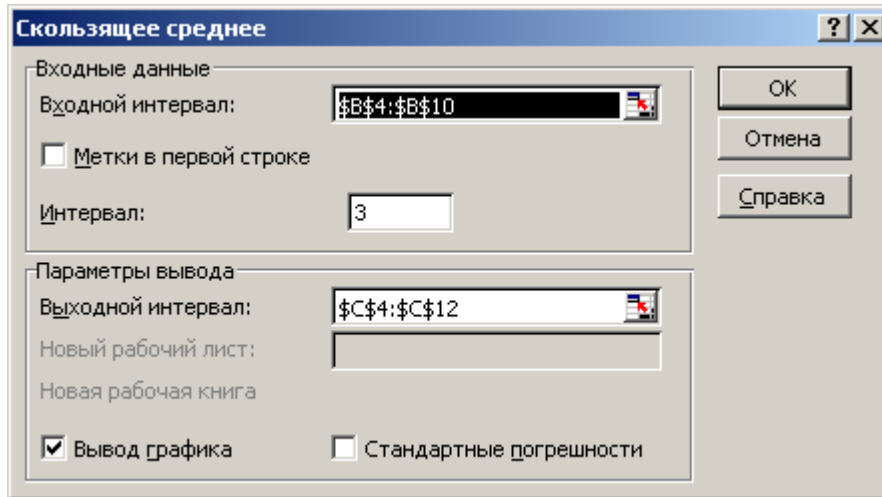 Скользящее среднее
? X
Входные данные
Входной интервал: $B$4:$B$10
Метки в первой строке
Интервал: 3
OK
Отмена
Справка
Параметры вывода
Выходной интервал: $C$4:$C$12
Новый рабочий лист:
Новая рабочая книга
Вывод графика Стандартные погрешности